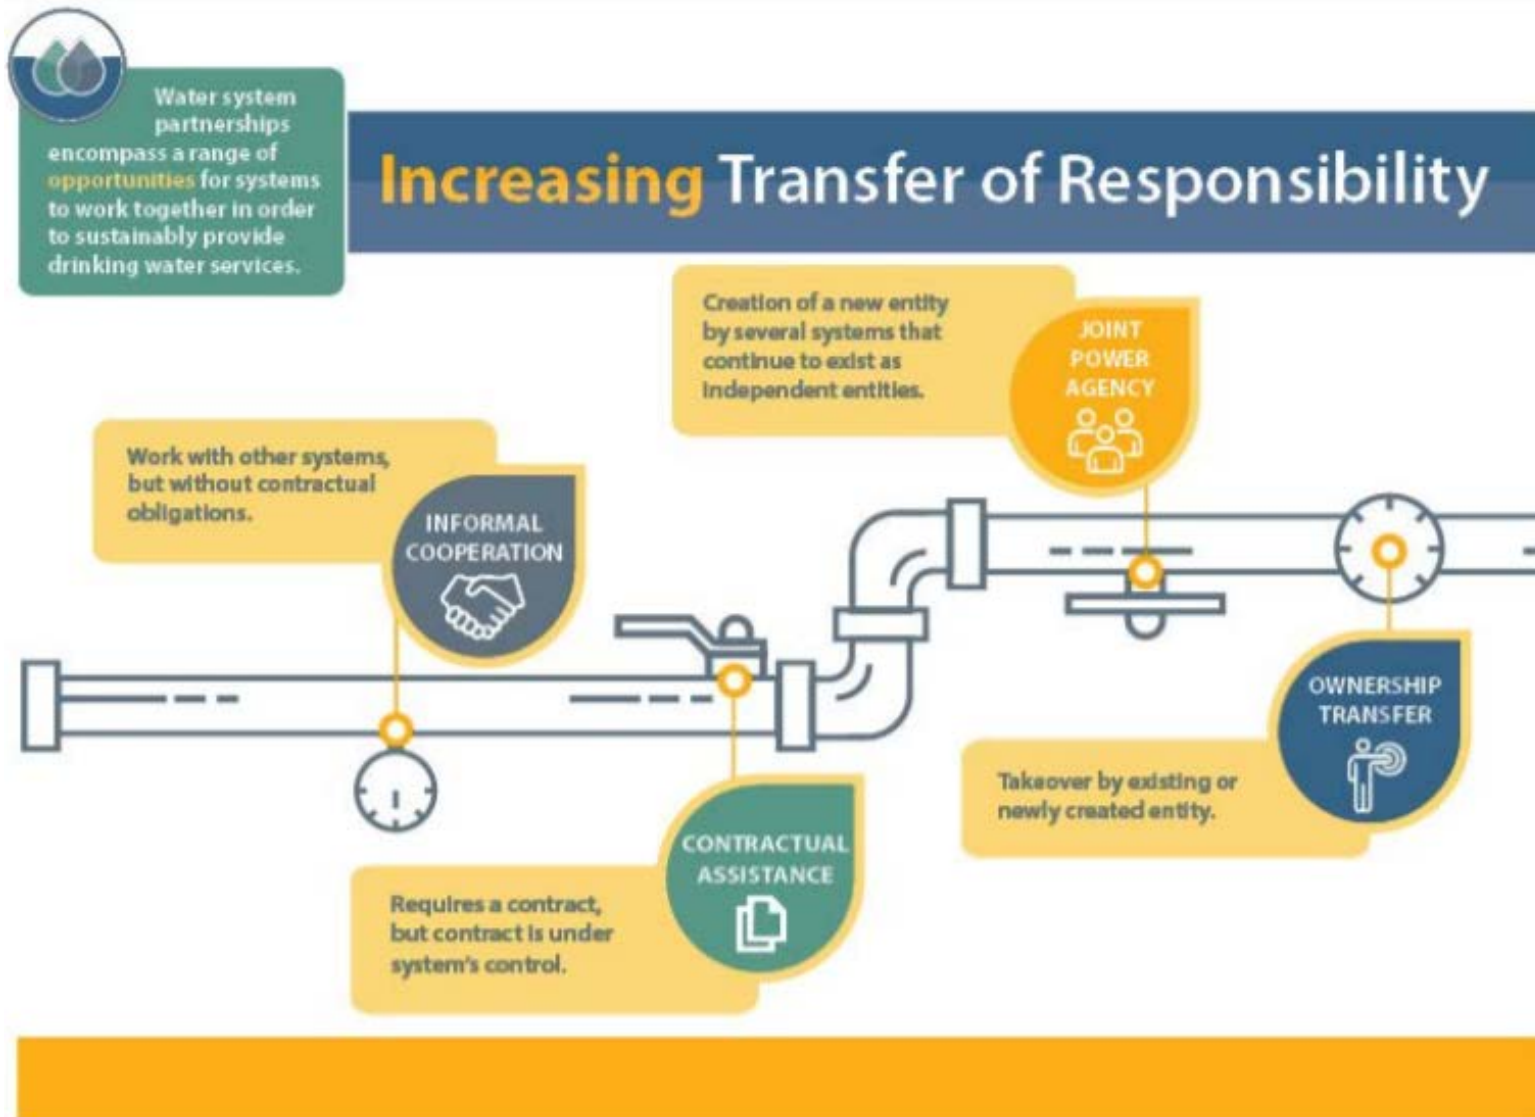 Water system
partnerships
encompass a range of
opportunities for systems
to work together in order
to sustainably provide
drinking water services.
Increasing Transfer of Responsibility
Creation of a new entity
by several systems that
continue to exist as
independent entities.
JOINT
POWER
AGENCY
Work with other systems,
but without contractual
obligations.
INFORMAL
COOPERATION
OWNERSHIP
TRANSFER
Takeover by existing or
newly created entity.
CONTRACTUAL
ASSISTANCE
Requires a contract,
but contract is under
system's control.